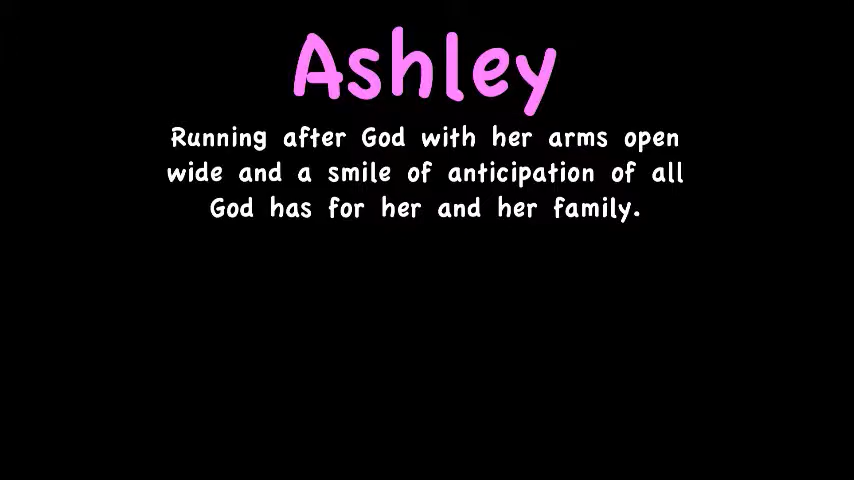 Ashley
Running after God with her arms open
wide and a smile of anticipation of all
God has for her and her family.